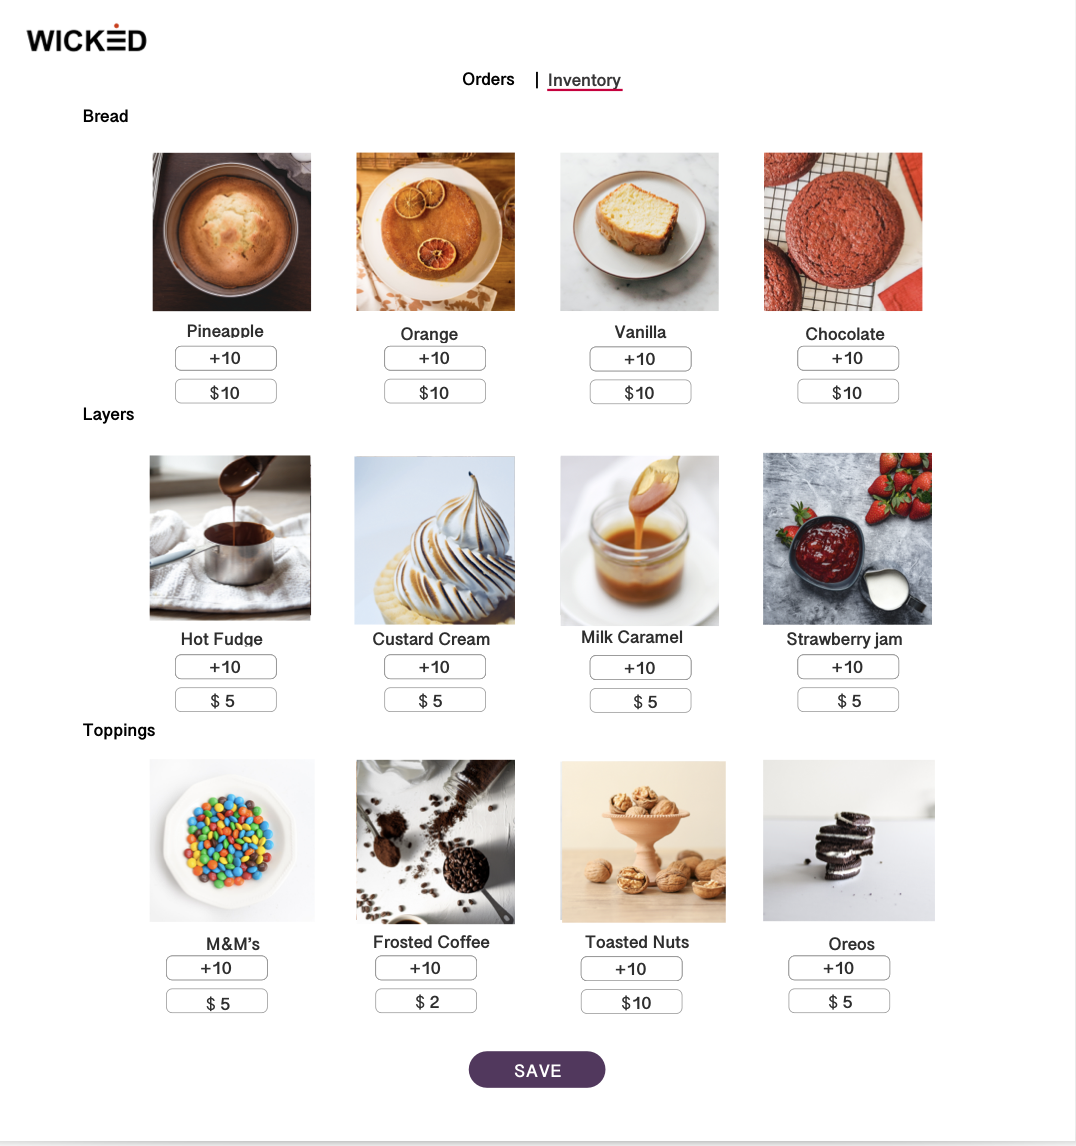 WICKED
Orders | Inventory
Bread
Pineapple Orange Vanilla Chocolate
+10 +10 +10 +10
$10 $10 $10 $10
Layers
Hot Fudge Custard Cream Milk Caramel Strawberry jam
+10 +10 +10 +10
$ 5 $ 5 $ 5 $ 5
Toppings
M&M's Frosted Coffee Toasted Nuts Oreos
+10 +10 +10 +10
$ 5 $ 2 $10 $ 5
SAVE